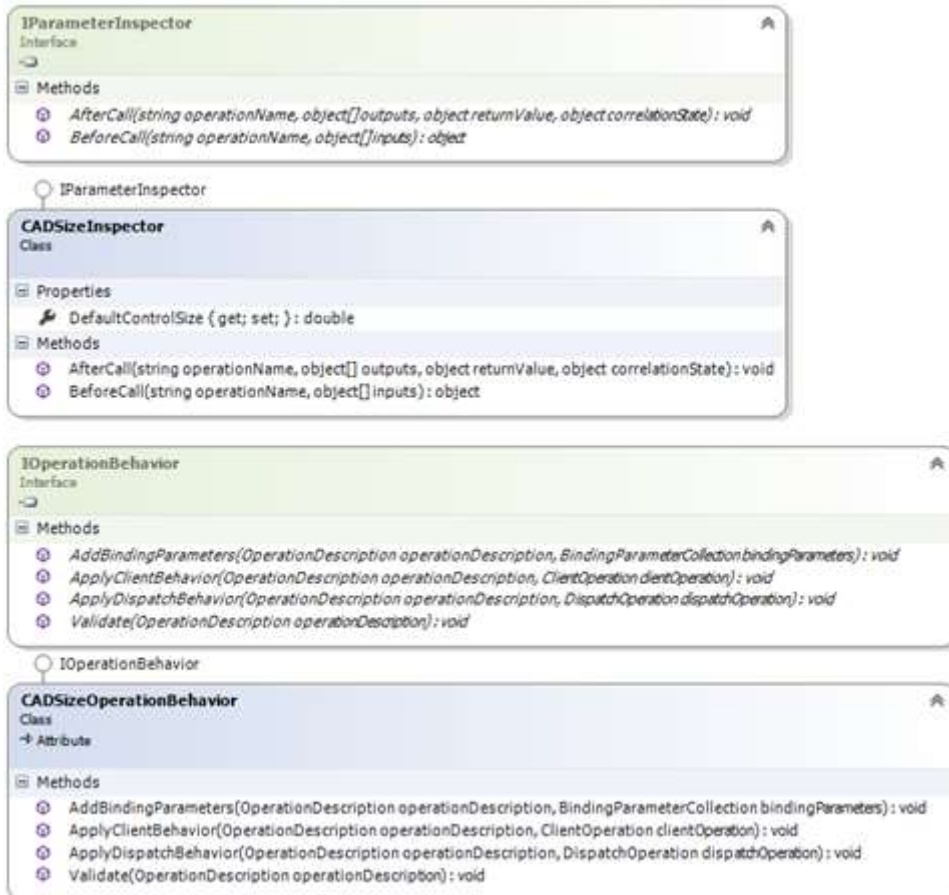 IParameterInspector
Interface
Methods
AfterCall(string operationName, object[] outputs, object returnValue, object correlationState) : void
BeforeCall(string operationName, object[] inputs) : object
IParameterInspector
CADSizeInspector
Class
Properties
DefaultControlSize { get; set; } : double
Methods
AfterCall(string operationName, object[] outputs, object returnValue, object correlationState) : void
BeforeCall(string operationName, object[] inputs) : object
IOperationBehavior
Interface
Methods
AddBindingParameters(OperationDescription operationDescription, BindingParameterCollection bindingParameters) : void
ApplyClientBehavior(OperationDescription operationDescription, ClientOperation clientOperation) : void
ApplyDispatchBehavior(OperationDescription operationDescription, DispatchOperation dispatchOperation) : void
Validate(OperationDescription operationDescription) : void
IOperationBehavior
CADSizeOperationBehavior
Class
Attribute
Methods
AddBindingParameters(OperationDescription operationDescription, BindingParameterCollection bindingParameters) : void
ApplyClientBehavior(OperationDescription operationDescription, ClientOperation clientOperation) : void
ApplyDispatchBehavior(OperationDescription operationDescription, DispatchOperation dispatchOperation) : void
Validate(OperationDescription operationDescription) : void